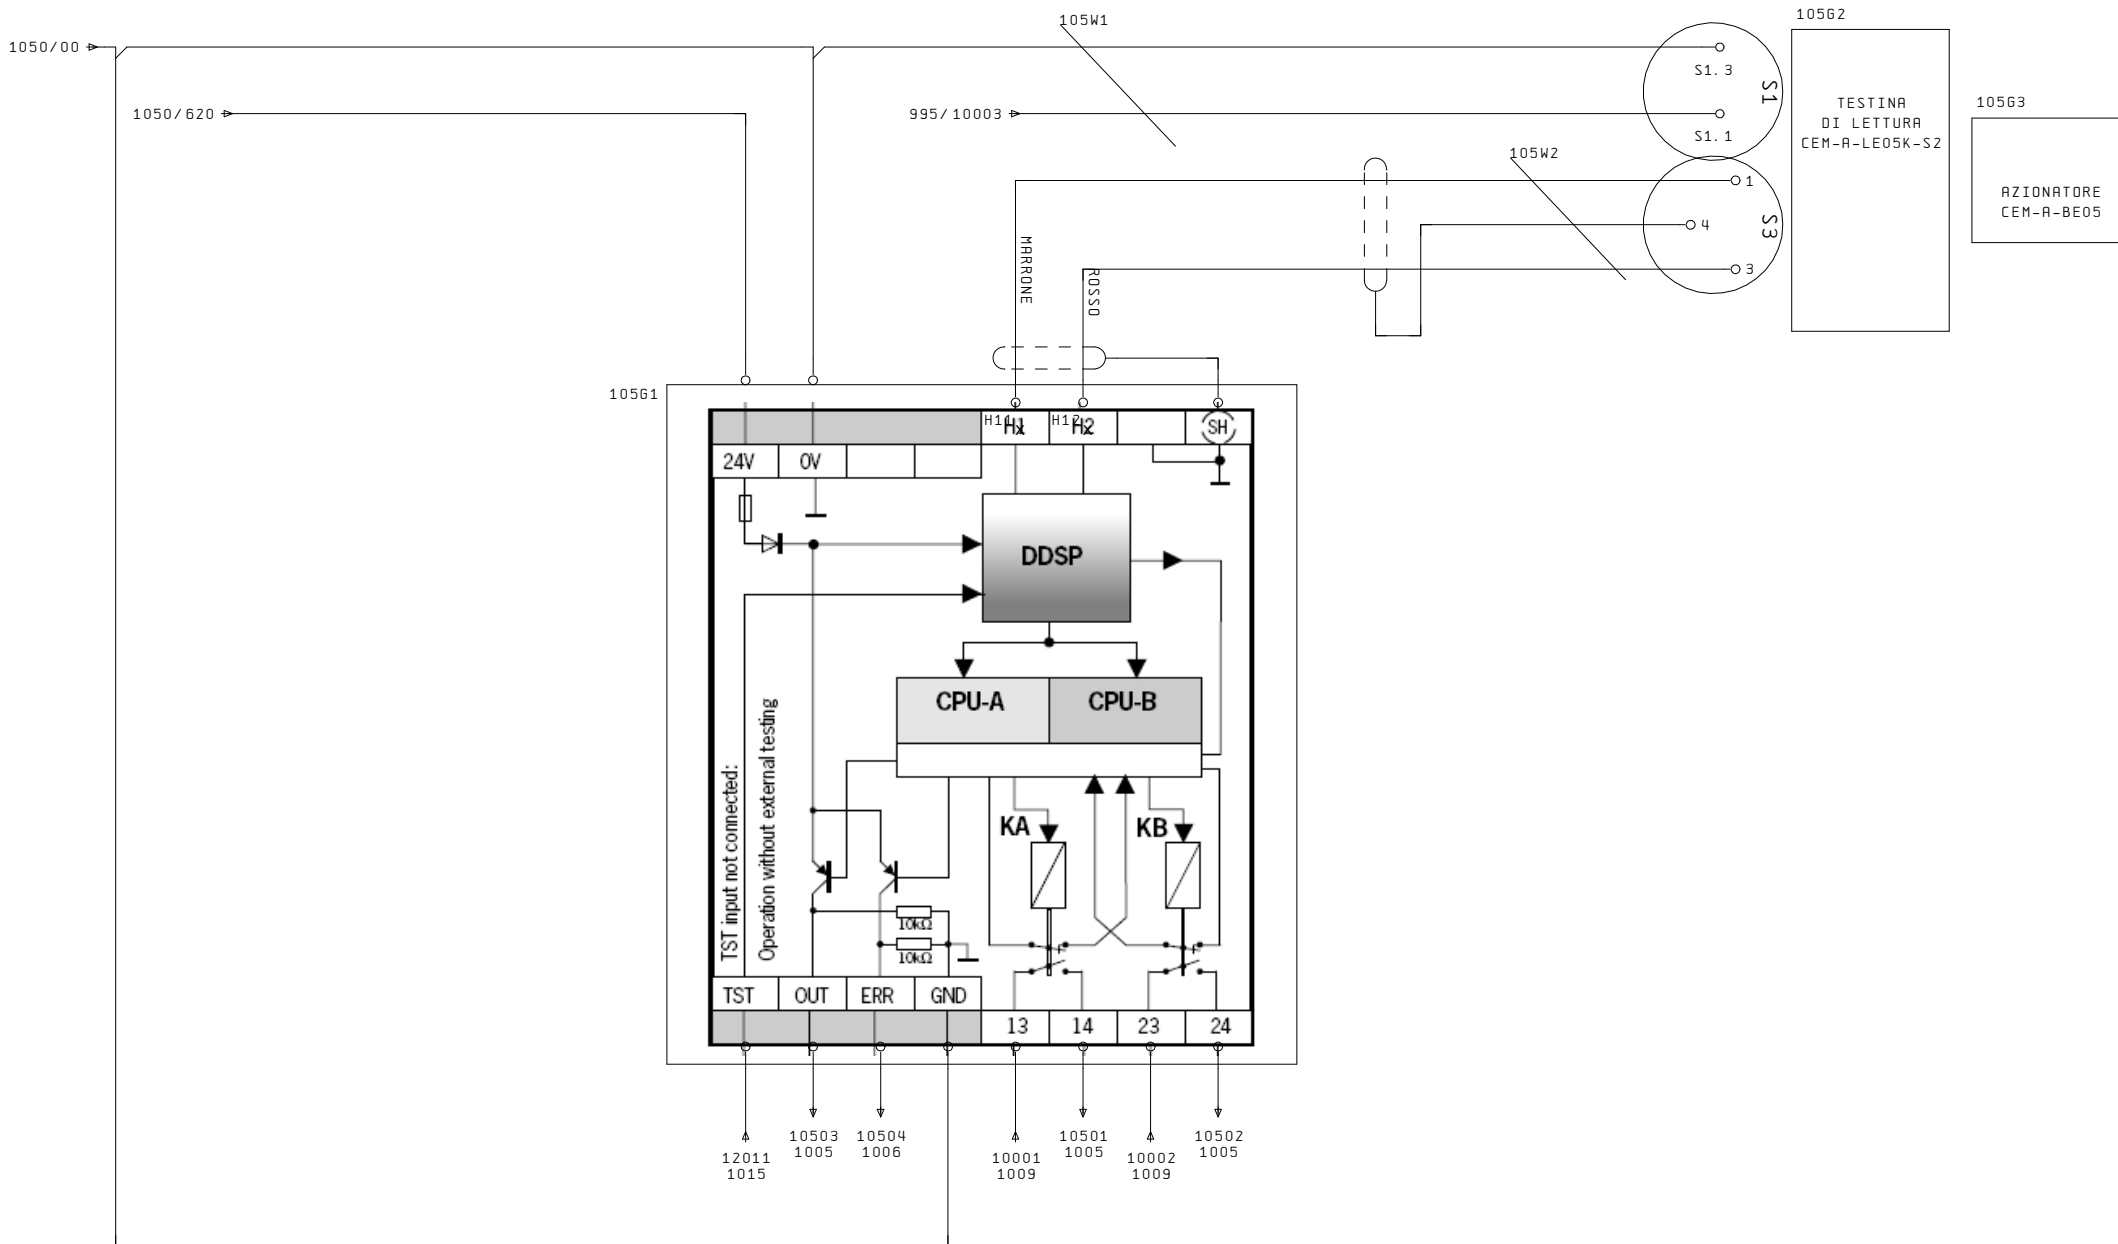 105W1
105G2
1050/00
S1.3
S1
TESTINA
DI LETTURA
CEM-A-LE05K-S2
105G3
1050/620
995/10003
S1.1
105W2
1
4
S3
3
AZIONATORE
CEM-A-BE05
MARRONE
ROSSO
105G1
H11
H1
H12
H2
SH
24V
0V
DDSP
CPU-A
CPU-B
TST input not connected:
Operation without external testing
KA
KB
10kΩ
10kΩ
TST
OUT
ERR
GND
13
14
23
24
12011
1015
10503
1005
10504
1006
10001
1009
10501
1005
10002
1009
10502
1005